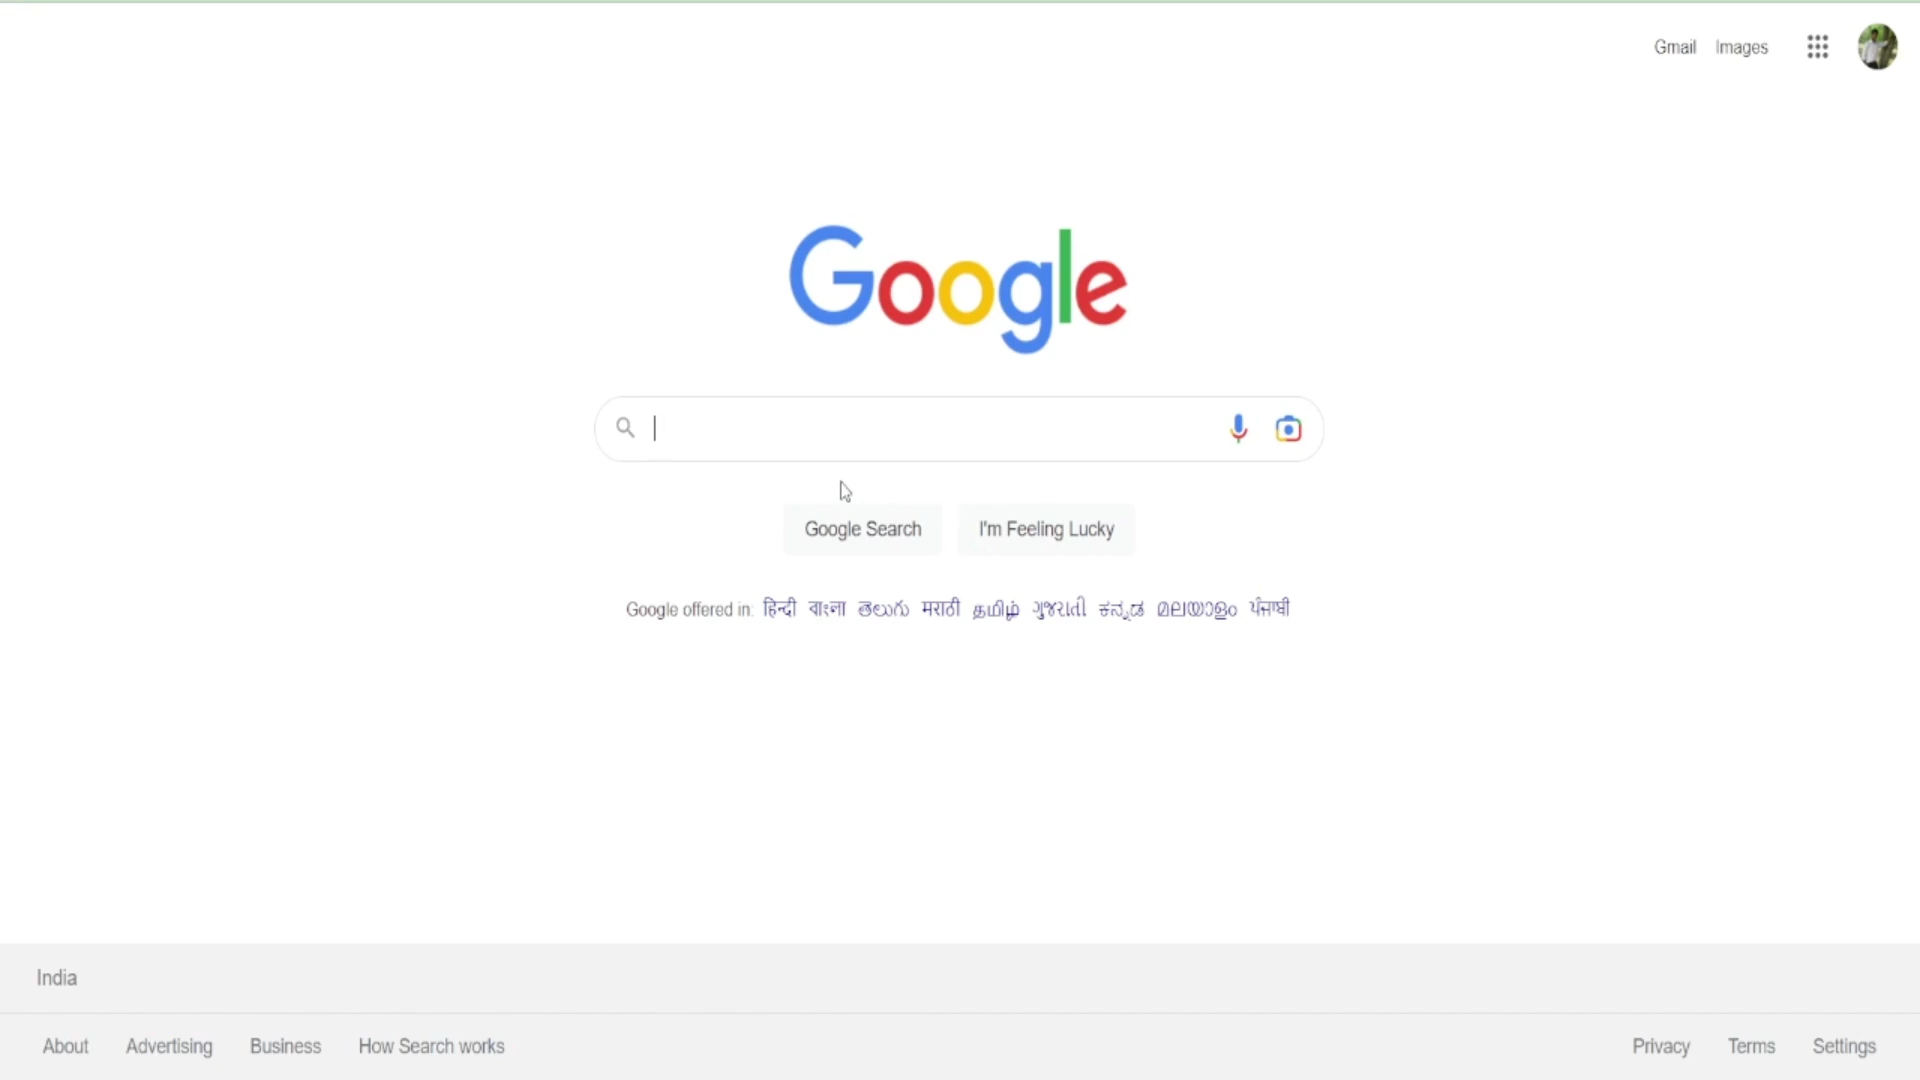 Gmail Images
Google
Google Search
I'm Feeling Lucky
Google offered in: हिन्दी বাংলা తెలుగు मराठी தமிழ் ગુજરાતી ಕನ್ನಡ മലയാളം ਪੰਜਾਬੀ
India
About Advertising Business How Search works
Privacy Terms Settings